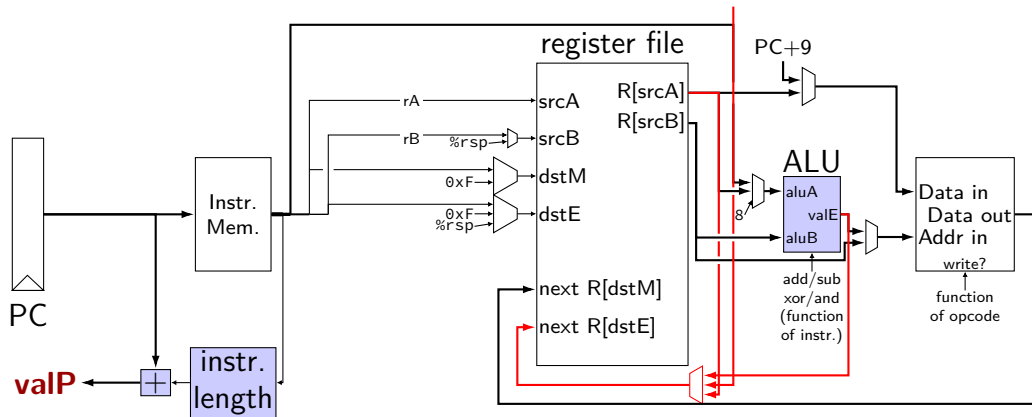 register file
PC+9
rA
srcA
R[srcA]
rB
srcB
R[srcB]
%rsp
ALU
Instr.
Mem.
0xF
dstM
aluA
valE
aluB
8
Data in
Data out
Addr in
write?
0xF
%rsp
dstE
add/sub
xor/and
(function
of instr.)
function
of opcode
next R[dstM]
next R[dstE]
PC
valP
+
instr.
length